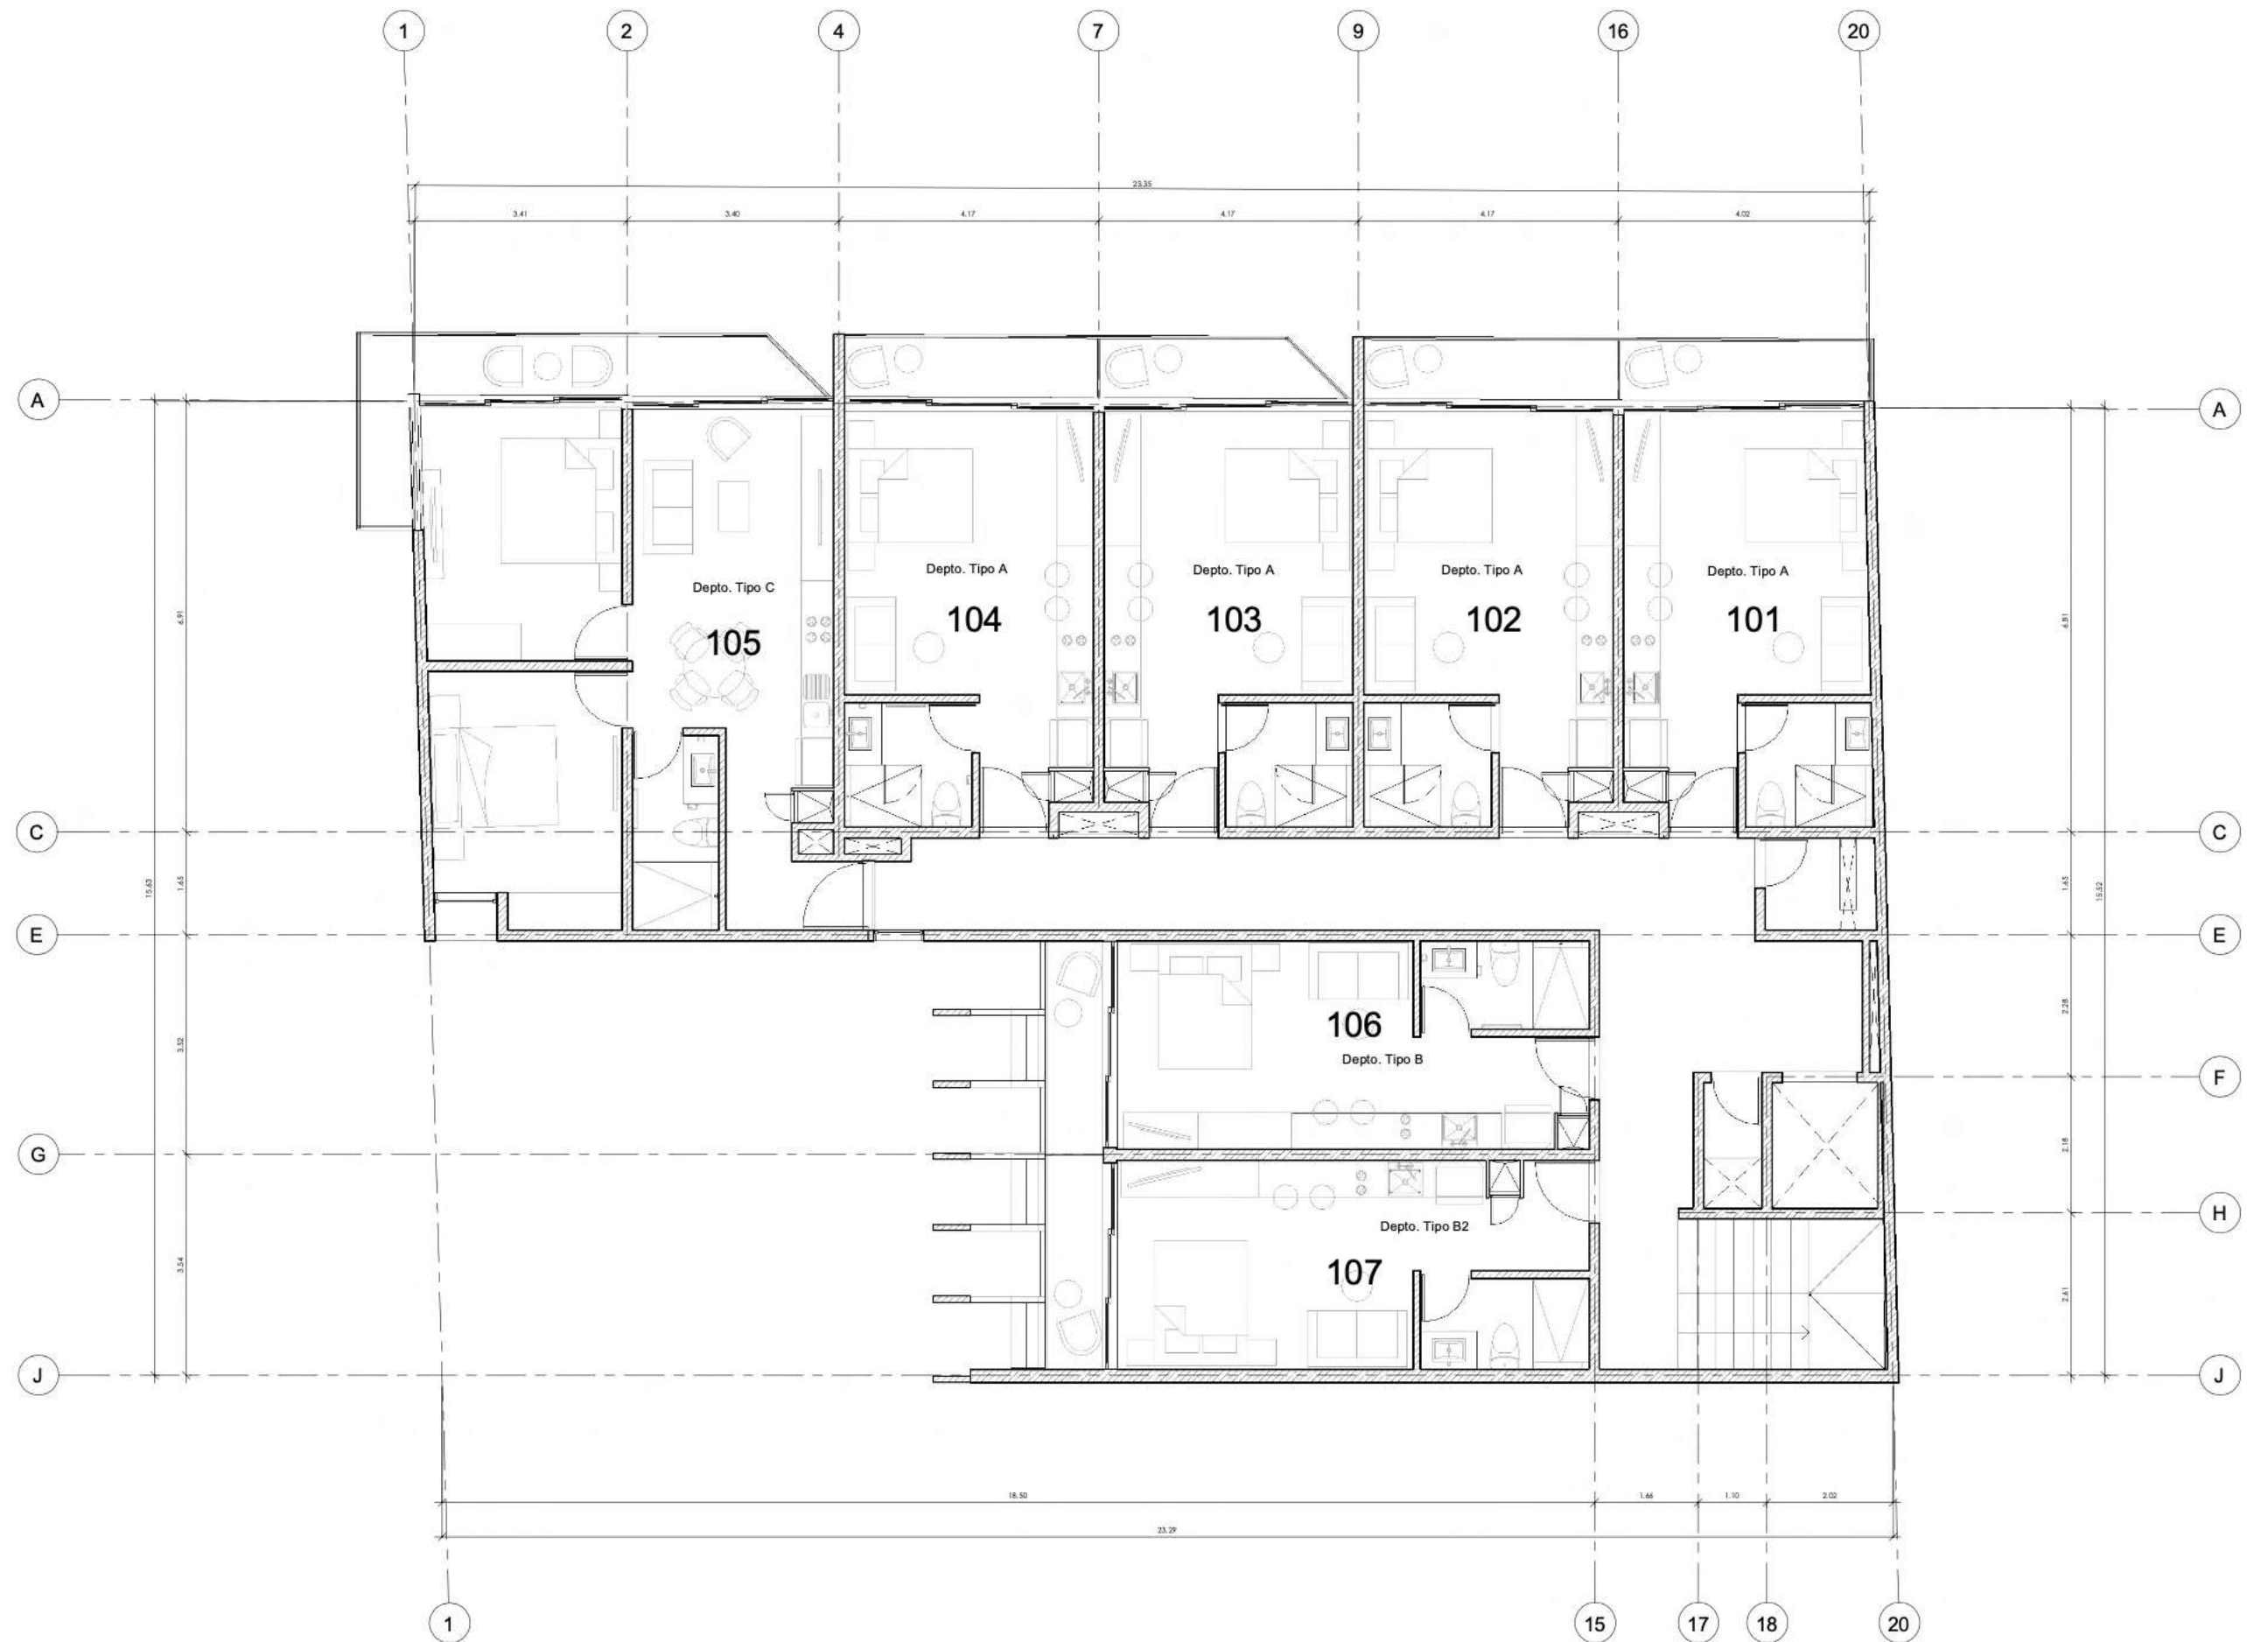 1 2 4 7 9 16 20
23.35
3.41 3.40 4.17 4.17 4.17 4.02
A A
Depto. Tipo C
105
Depto. Tipo A
104
Depto. Tipo A
103
Depto. Tipo A
102
Depto. Tipo A
101
6.91
6.81
C C
15.63
1.65
1.65
15.52
E E
106
Depto. Tipo B
3.52
2.28
F
G
2.18
Depto. Tipo B2
107
H
3.54
2.61
J J
18.50 1.66 1.10 2.02
23.29
1 15 17 18 20